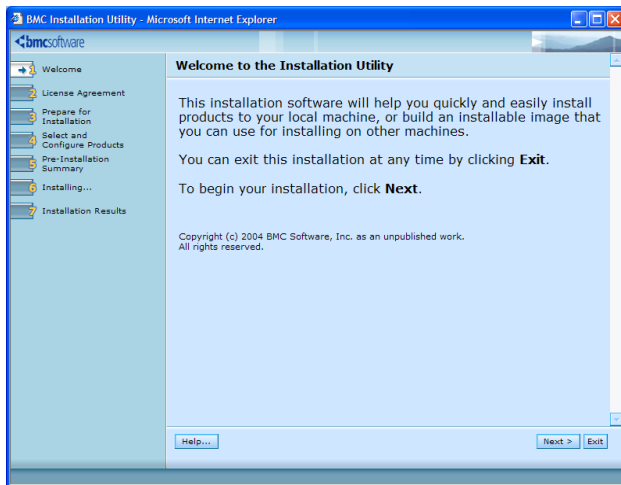 BMC Installation Utility - Microsoft Internet Explorer
bmcsoftware
1 Welcome
Welcome to the Installation Utility
2 License Agreement
3 Prepare for
Installation
4 Select and
Configure Products
5 Pre-Installation
Summary
6 Installing...
7 Installation Results
This installation software will help you quickly and easily install
products to your local machine, or build an installable image that
you can use for installing on other machines.
You can exit this installation at any time by clicking Exit.
To begin your installation, click Next.
Copyright (c) 2004 BMC Software, Inc. as an unpublished work.
All rights reserved.
Help...
Next >
Exit